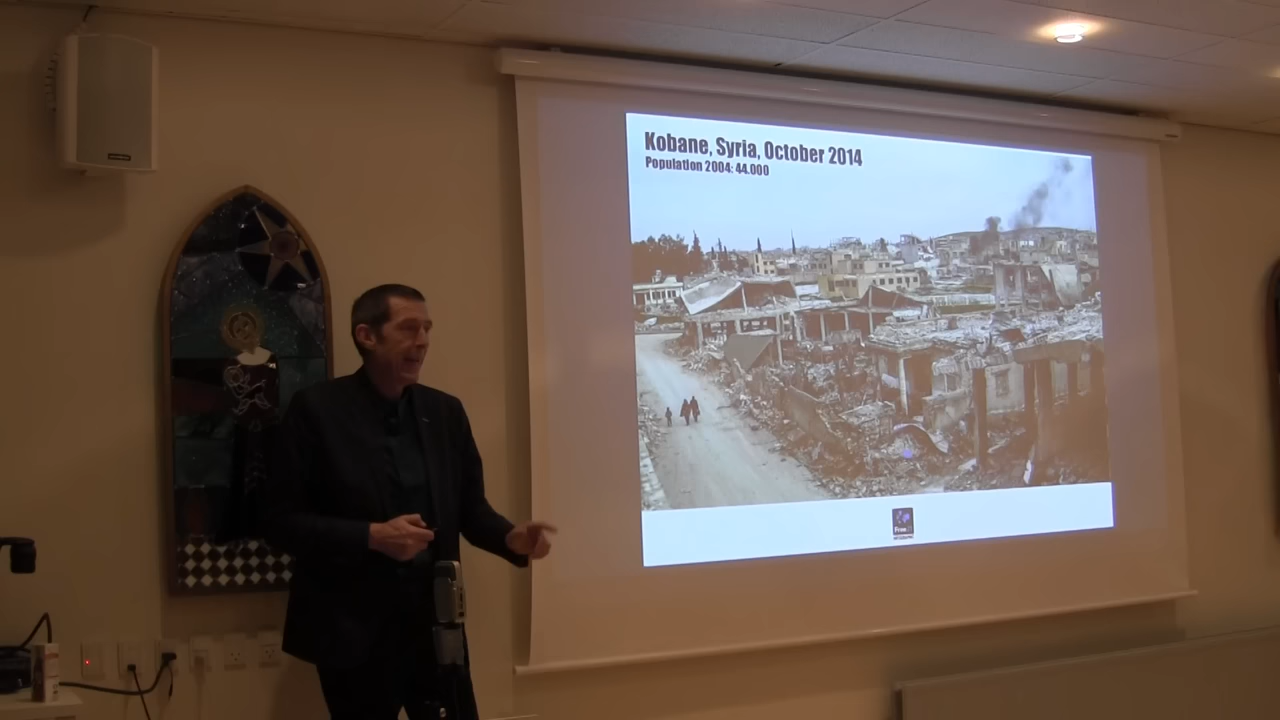 Kobane, Syria, October 2014
Population 2004: 44.000